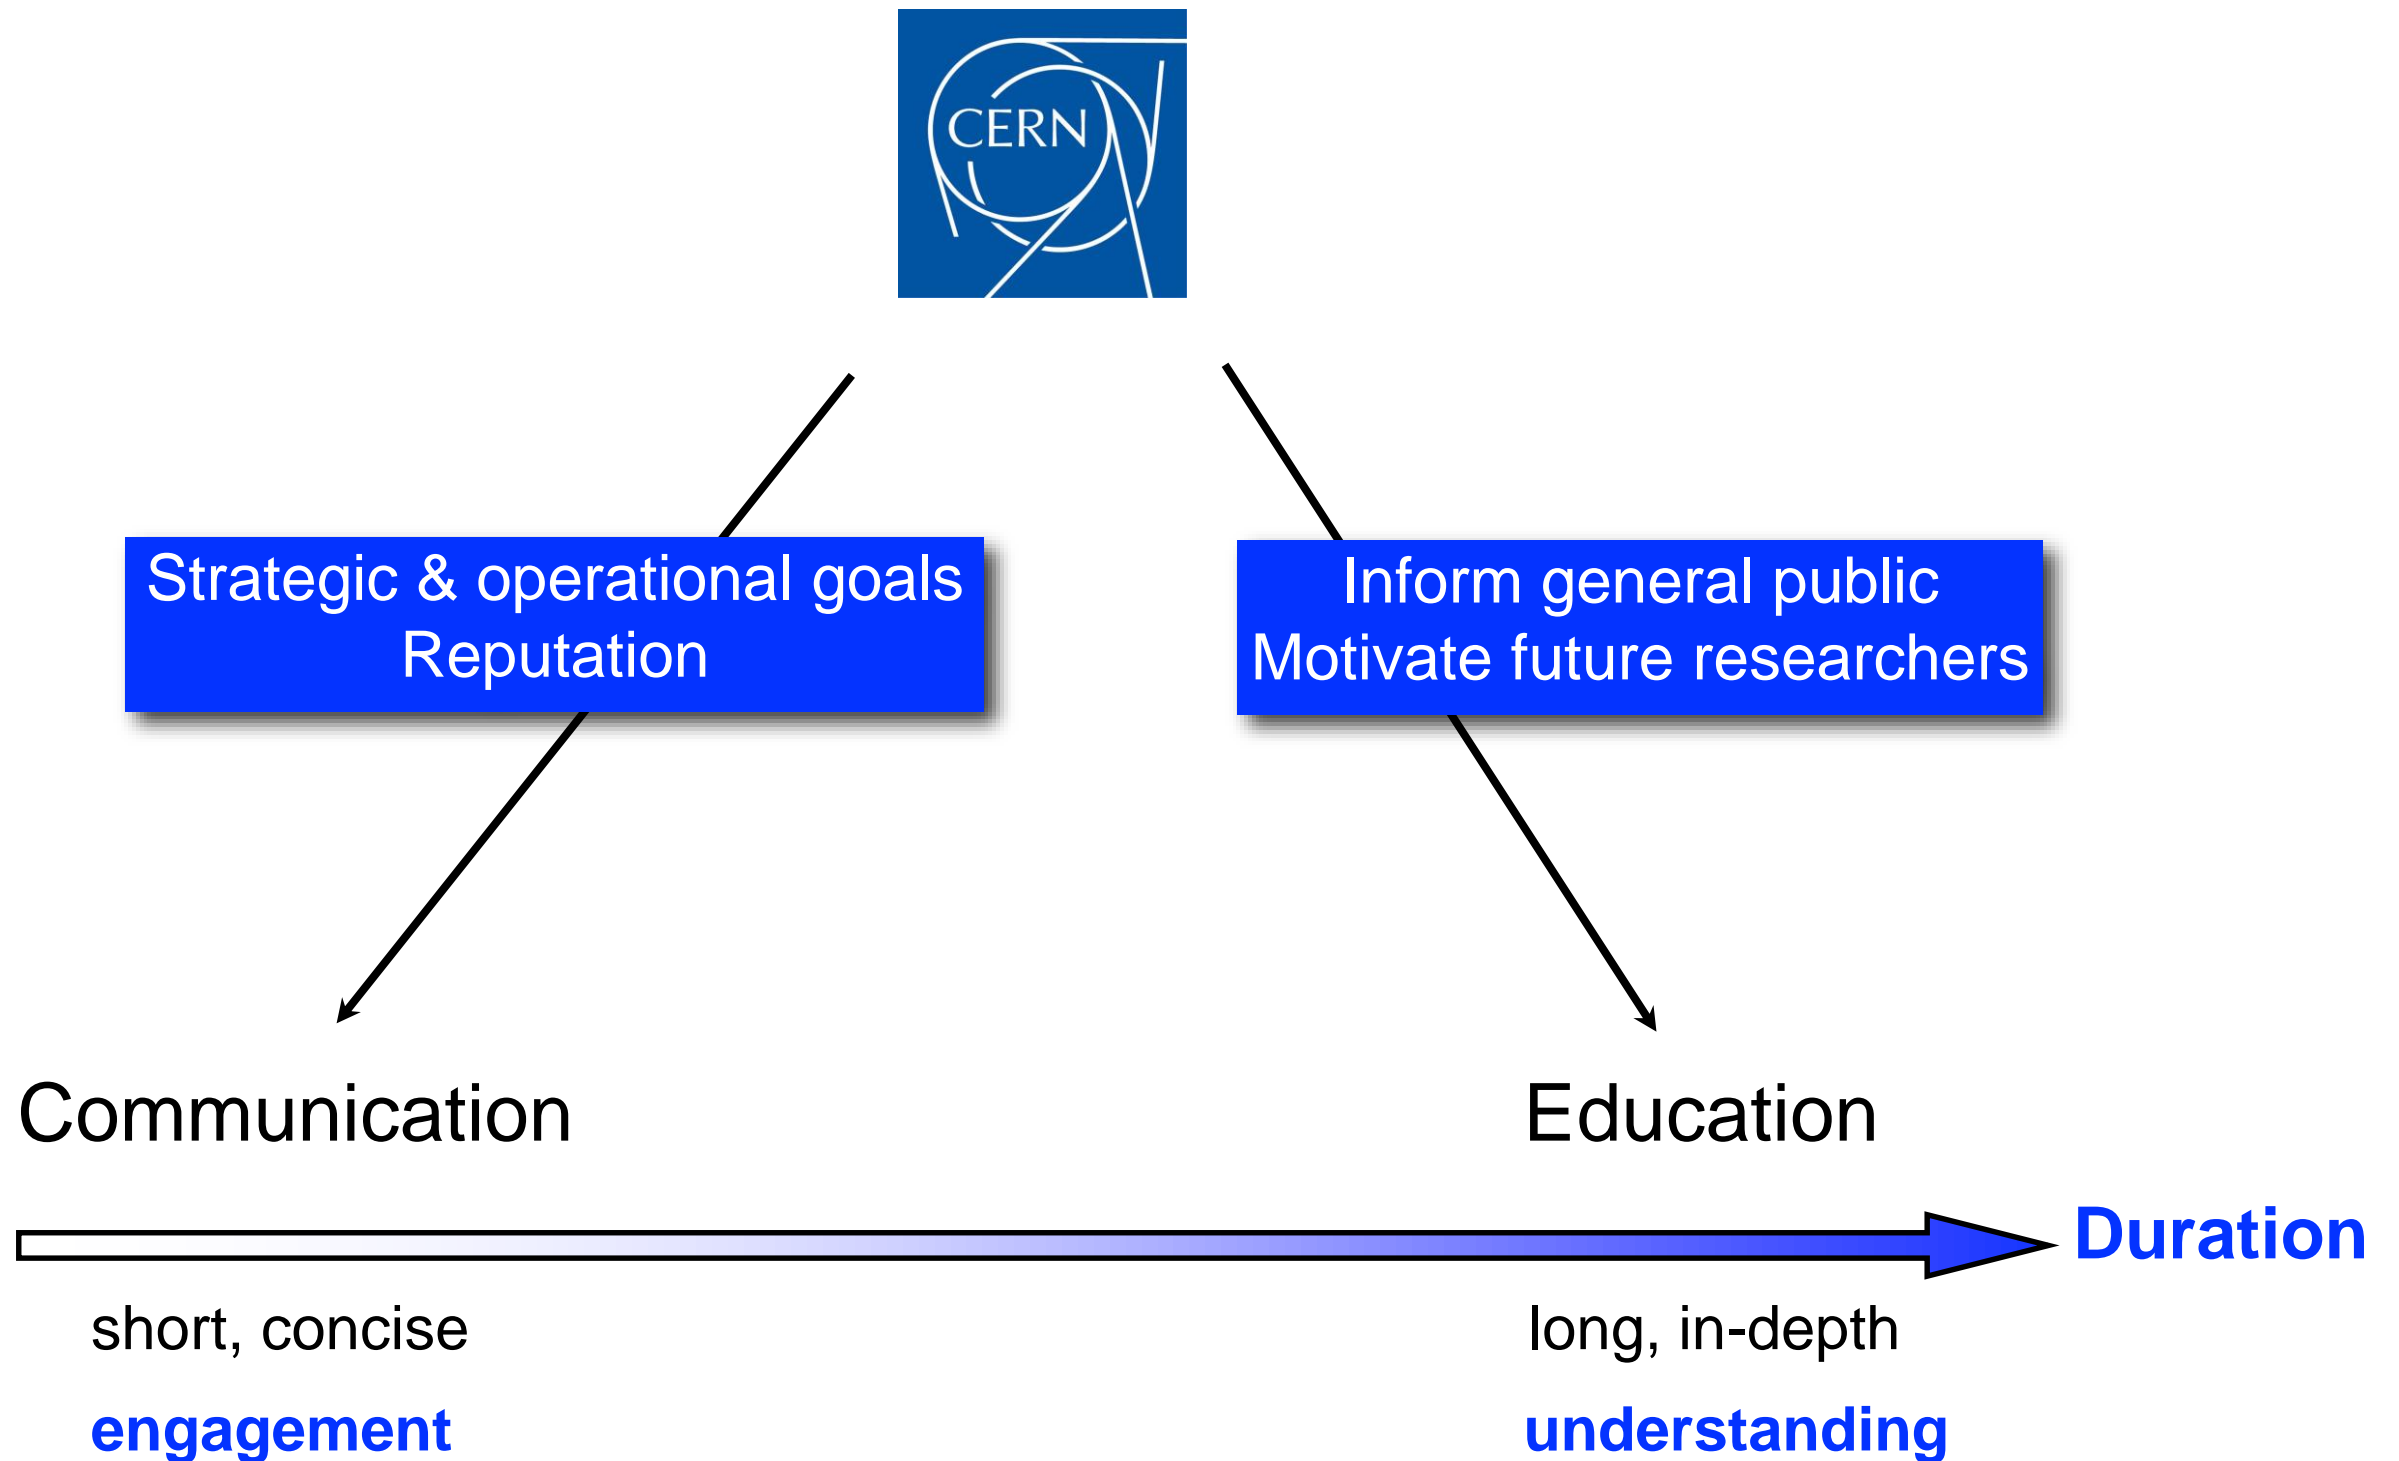 CERN
Strategic & operational goals
Reputation
Inform general public
Motivate future researchers
Communication
Education
Duration
short, concise
long, in-depth
engagement
understanding